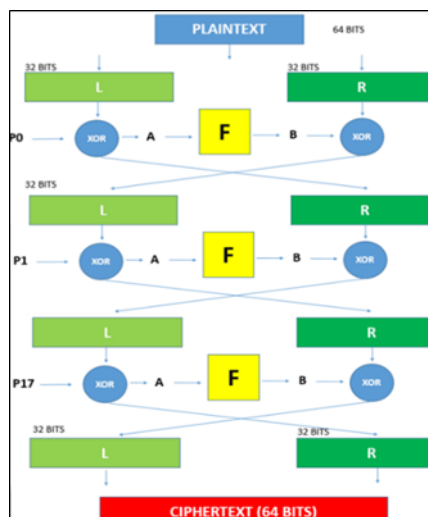 PLAINTEXT 64 BITS
32 BITS 32 BITS
L R
P0 XOR A F B XOR
32 BITS
L R
P1 XOR A F B XOR
L R
P17 XOR A F B XOR
32 BITS 32 BITS
L R
CIPHERTEXT (64 BITS)